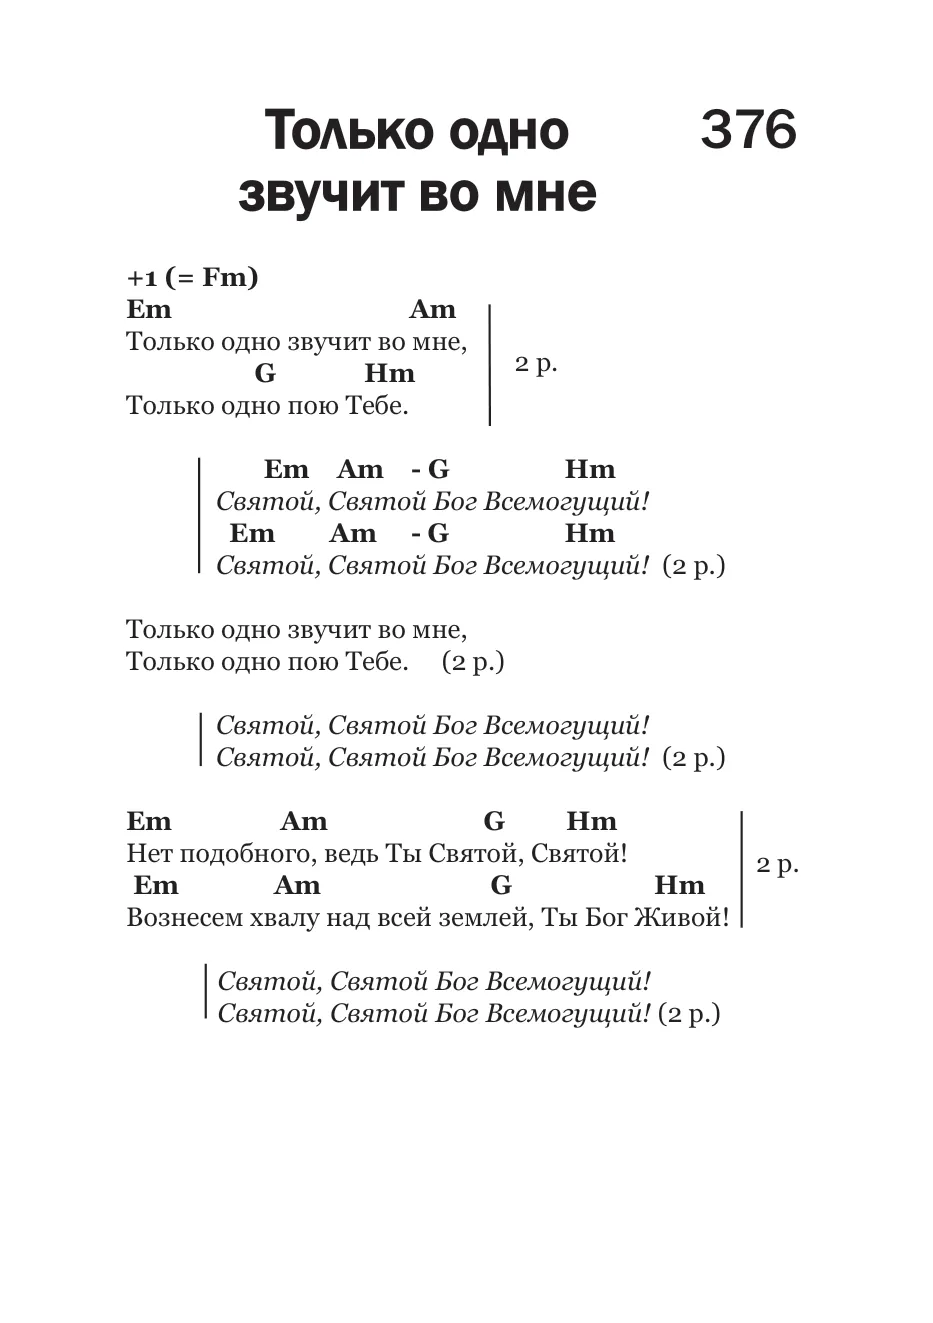 Только одно 376
звучит во мне
+1 (= Fm)
Em Am
Только одно звучит во мне,
G Hm
2 р.
Только одно пою Тебе.
Em Am - G Hm
Святой, Святой Бог Всемогущий!
Em Am - G Hm
Святой, Святой Бог Всемогущий! (2 р.)
Только одно звучит во мне,
Только одно пою Тебе. (2 р.)
Святой, Святой Бог Всемогущий!
Святой, Святой Бог Всемогущий! (2 р.)
Em Am G Hm
Нет подобного, ведь Ты Святой, Святой!
2 р.
Em Am G Hm
Вознесем хвалу над всей землей, Ты Бог Живой!
Святой, Святой Бог Всемогущий!
Святой, Святой Бог Всемогущий! (2 р.)